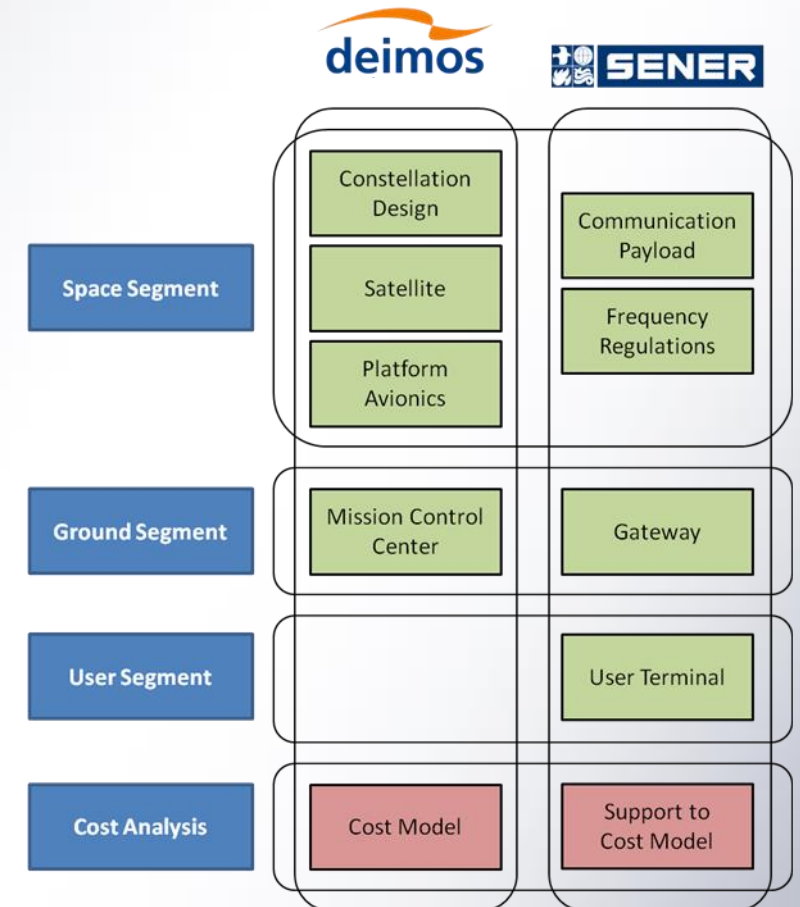 deimos
SENER
Constellation
Design
Communication
Payload
Space Segment
Satellite
Frequency
Regulations
Platform
Avionics
Ground Segment
Mission Control
Center
Gateway
User Segment
User Terminal
Cost Analysis
Cost Model
Support to
Cost Model